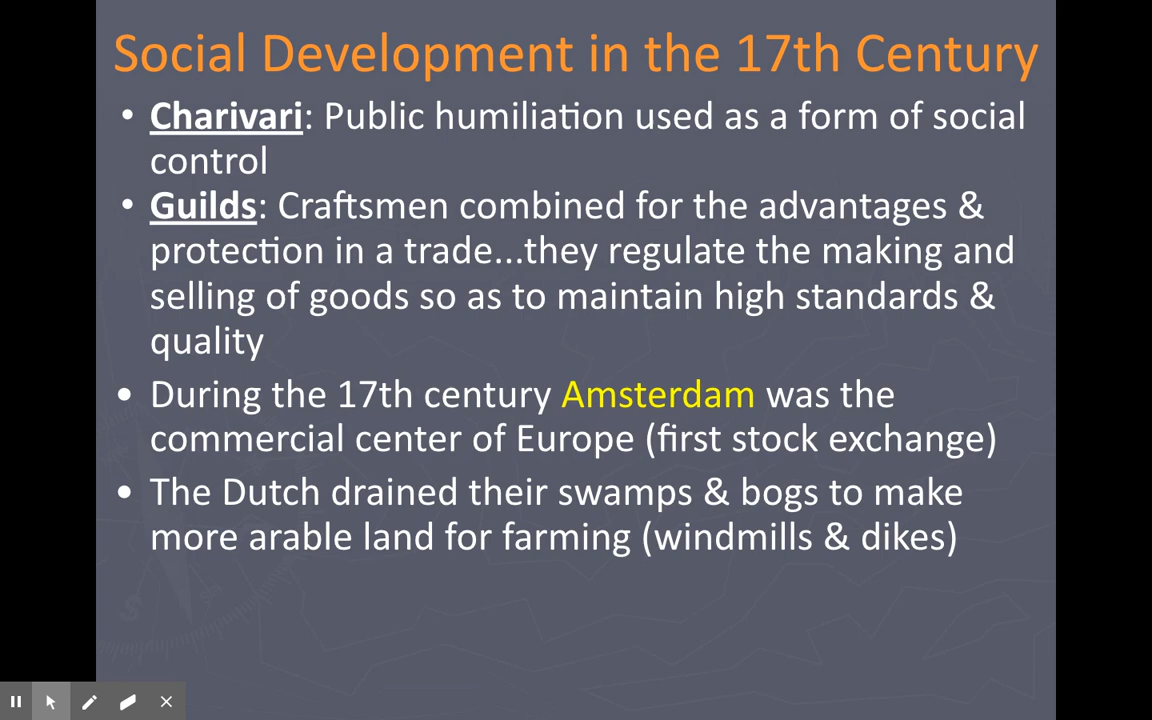 Social Development in the 17th Century
• Charivari: Public humiliation used as a form of social
control
• Guilds: Craftsmen combined for the advantages &
protection in a trade...they regulate the making and
selling of goods so as to maintain high standards &
quality
• During the 17th century Amsterdam was the
commercial center of Europe (first stock exchange)
• The Dutch drained their swamps & bogs to make
more arable land for farming (windmills & dikes)